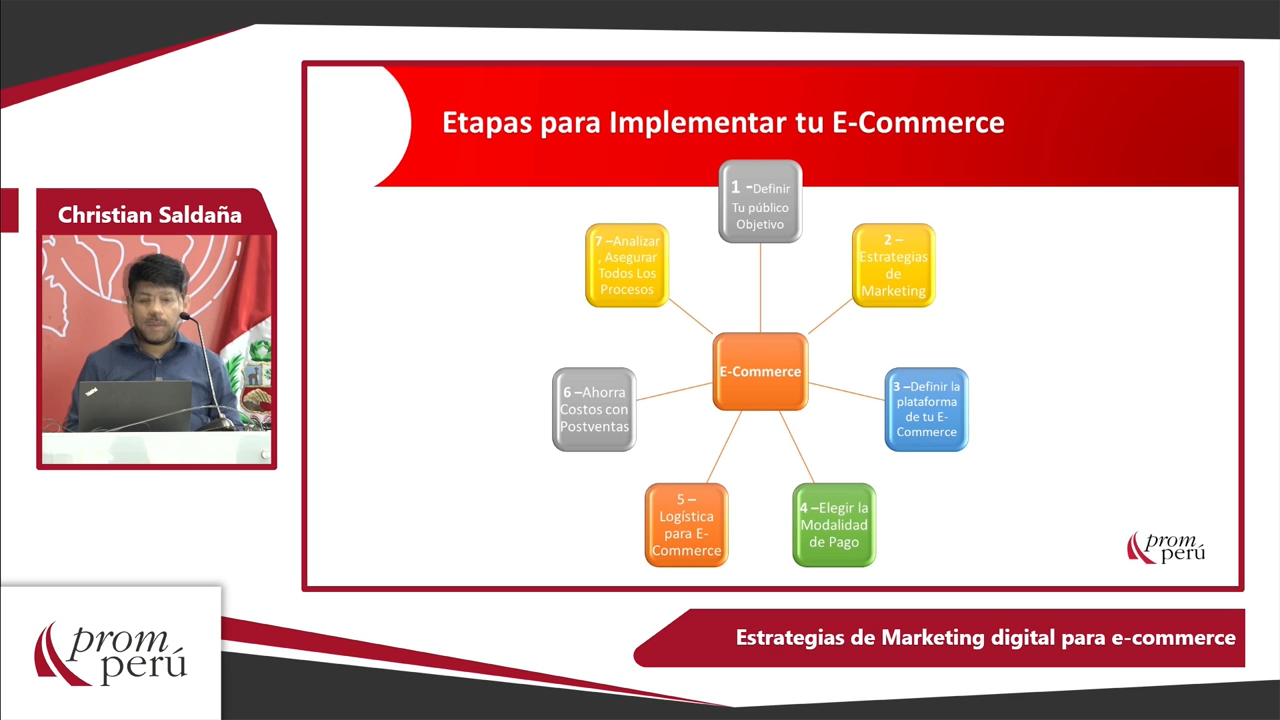 Etapas para Implementar tu E-Commerce
Christian Saldaña
1 -Definir
Tu público
Objetivo
2 –
Estrategias
de
Marketing
3 –Definir la
plataforma
de tu E-
Commerce
4 –Elegir la
Modalidad
de Pago
5 –
Logística
para E-
Commerce
6 –Ahorra
Costos con
Postventas
7 –Analizar
, Asegurar
Todos Los
Procesos
E-Commerce
prom
perú
Estrategias de Marketing digital para e-commerce
prom
perú